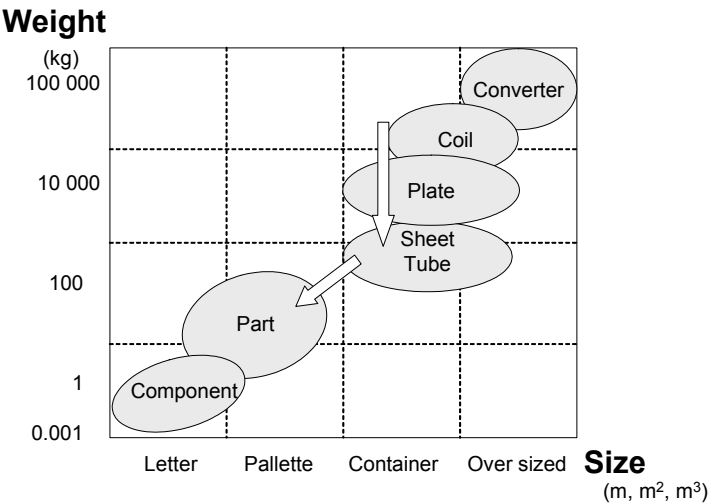 Weight
(kg)
100 000
Converter
Coil
10 000
Plate
Sheet
Tube
100
Part
1
Component
0.001
Letter Pallette Container Over sized Size
(m, m², m³)